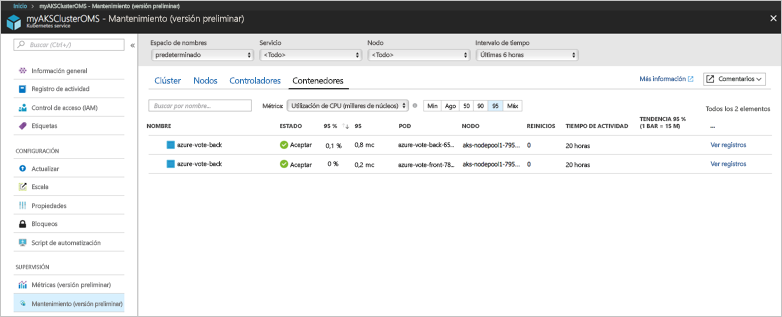 Inicio > myAKSClusterOMS - Mantenimiento (versión preliminar)
myAKSClusterOMS - Mantenimiento (versión preliminar)
Kubernetes service
Buscar (Ctrl+/)
Información general
Registro de actividad
Control de acceso (IAM)
Etiquetas
CONFIGURACIÓN
Actualizar
Escala
Propiedades
Bloqueos
Script de automatización
SUPERVISIÓN
Métricas (versión preliminar)
Mantenimiento (versión preliminar)
Espacio de nombres Servicio Nodo Intervalo de tiempo
predeterminado <Todo> <Todo> Últimas 6 horas
Clúster Nodos Controladores Contenedores Más información Comentarios
Buscar por nombre... Métrica: Utilización de CPU (milleres de núcleos) Mín Ago 50 90 95 Máx Todos los 2 elementos
NOMBRE ESTADO 95 % 95 POD NODO REINICIOS TIEMPO DE ACTIVIDAD TENDENCIA 95 % (1 BAR = 15 M) ...
azure-vote-back Aceptar 0,1 % 0,8 mc azure-vote-back-65... aks-nodepool1-795... 0 20 horas Ver registros
azure-vote-back Aceptar 0 % 0,2 mc azure-vote-front-78... aks-nodepool1-795... 0 20 horas Ver registros